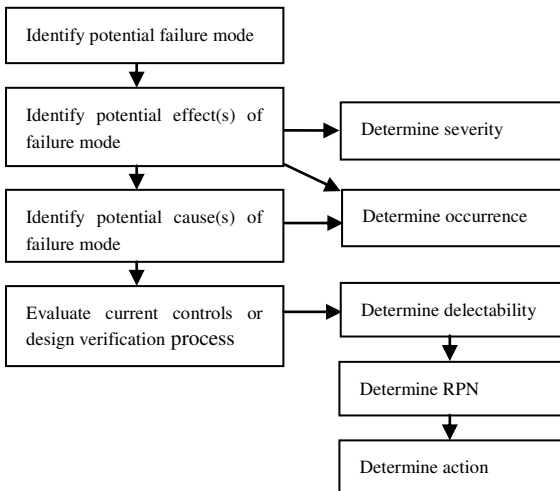 Identify potential failure mode
Identify potential effect(s) of
failure mode
Determine severity
Identify potential cause(s) of
failure mode
Determine occurrence
Evaluate current controls or
design verification process
Determine delectability
Determine RPN
Determine action